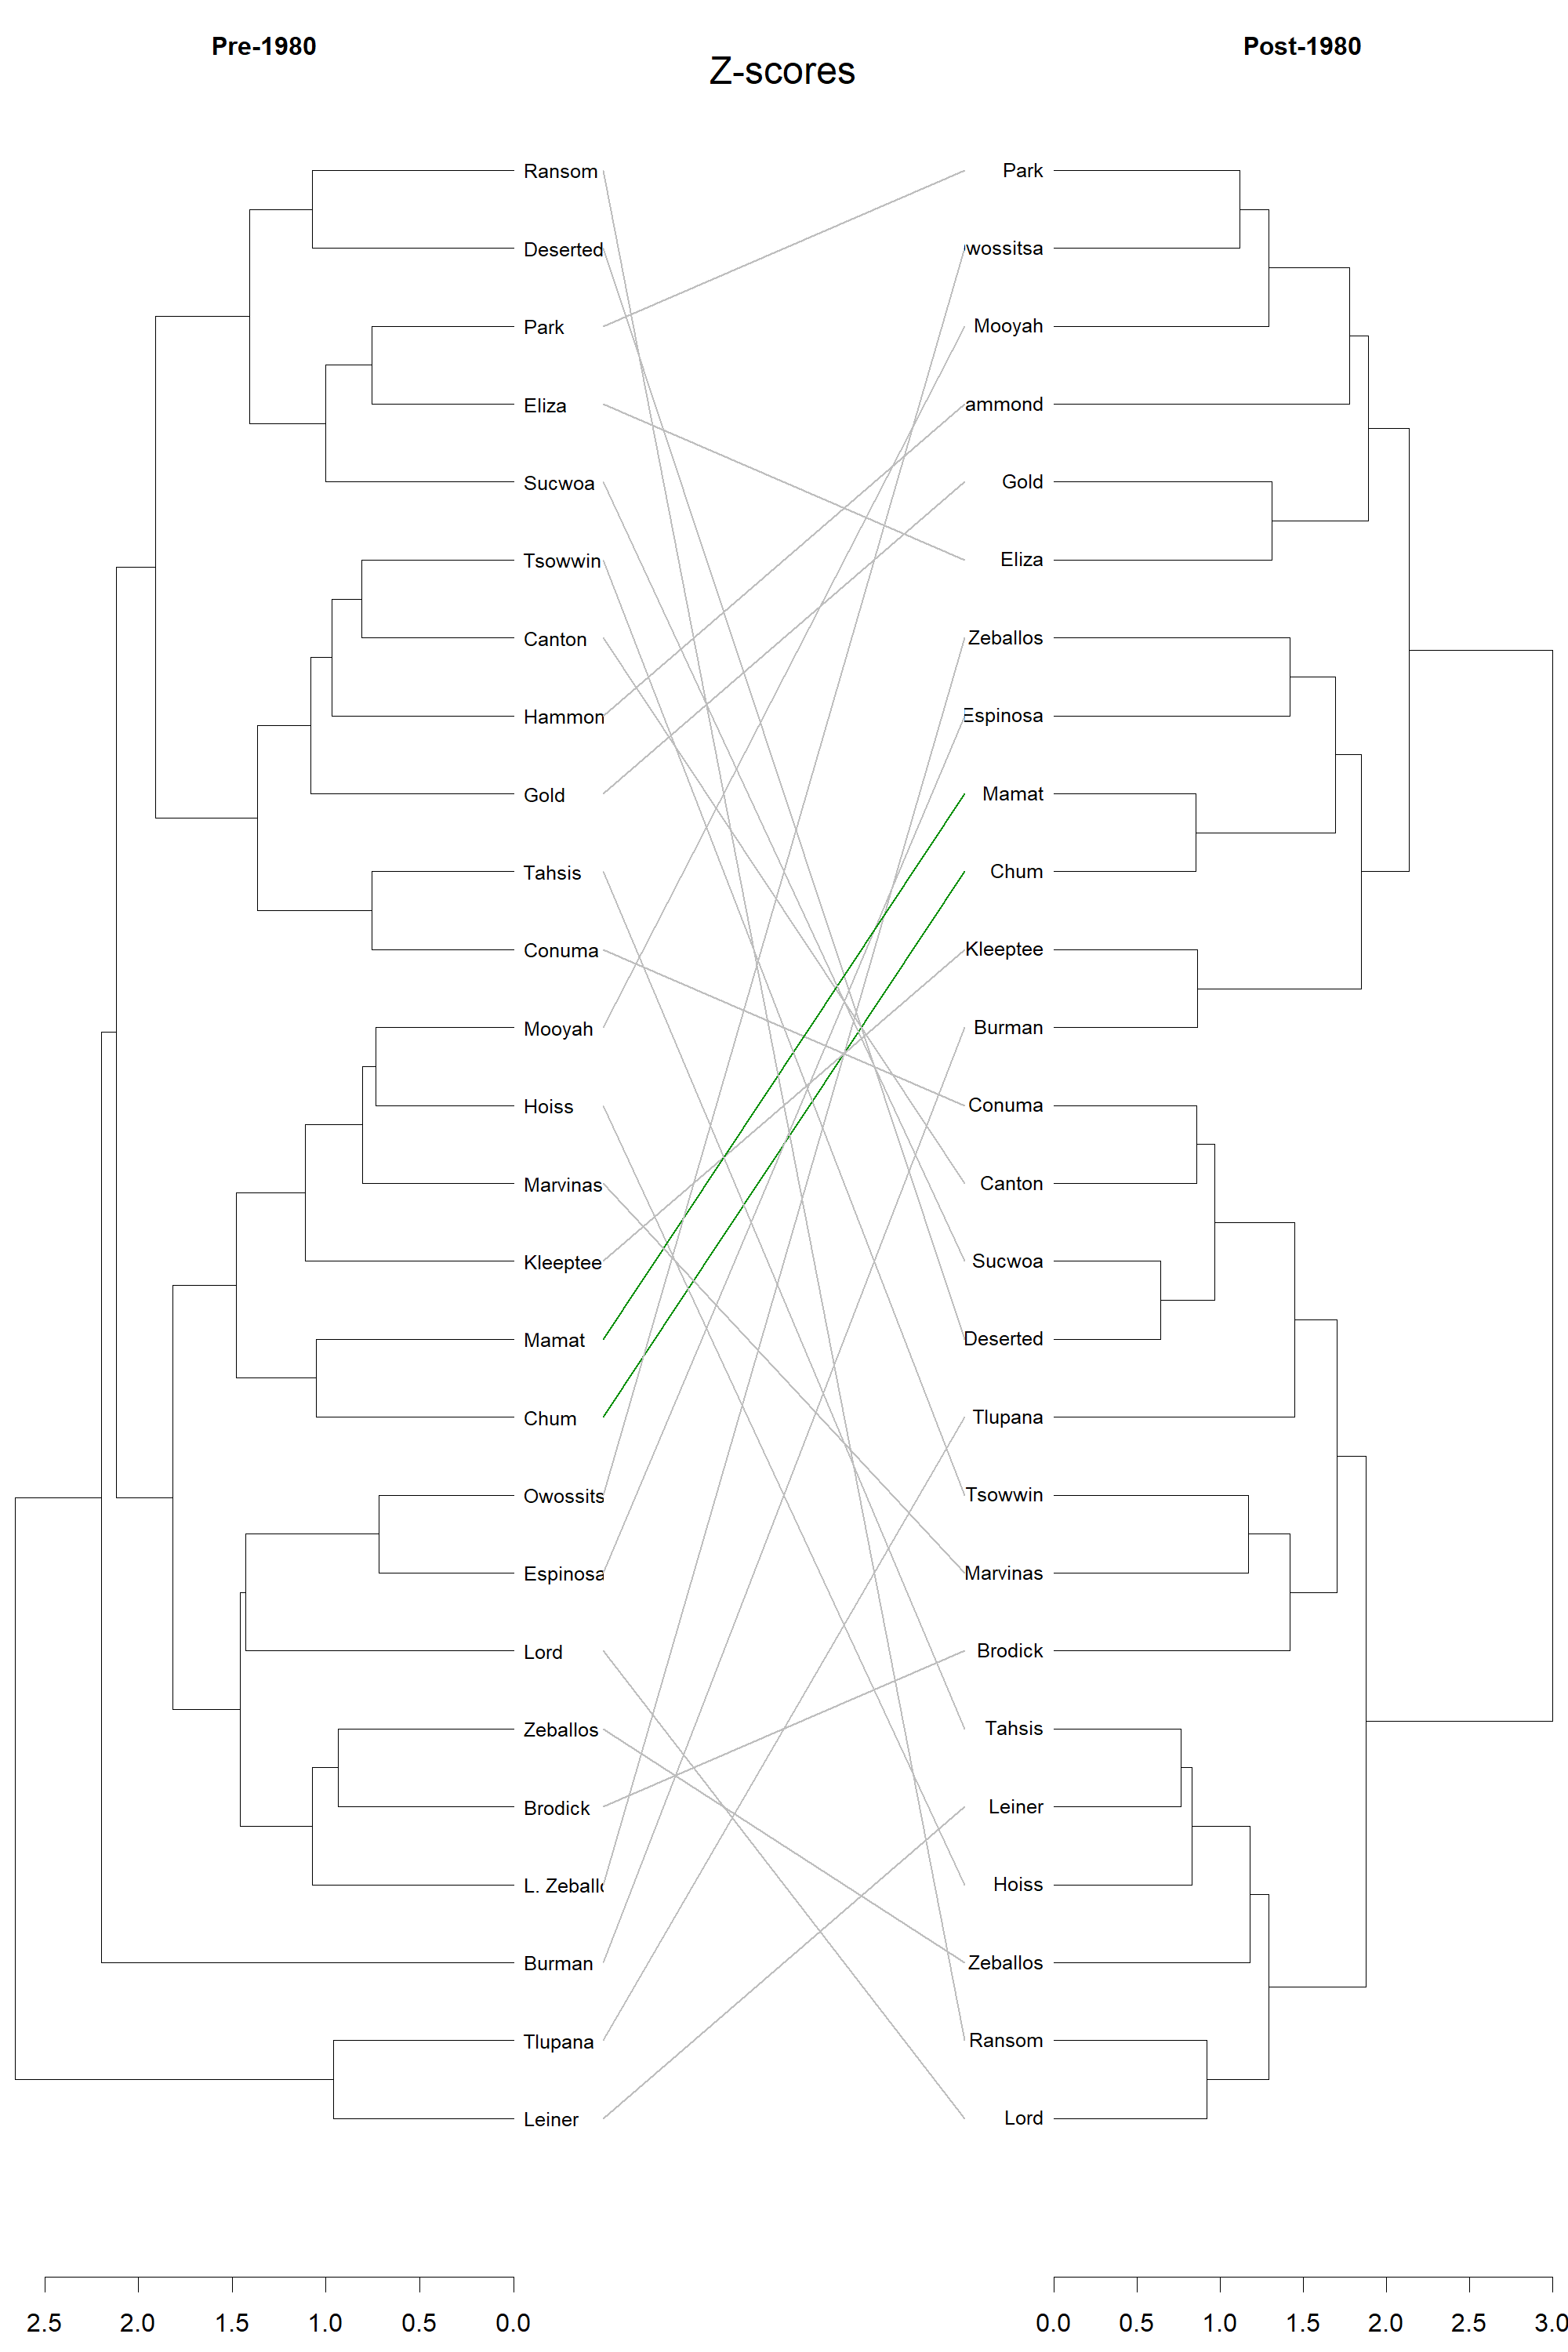 Pre-1980
Z-scores
Post-1980
Ransom
Deserted
Park
Eliza
Sucwoa
Tsowwin
Canton
Hammon
Gold
Tahsis
Conuma
Mooyah
Hoiss
Marvinas
Kleeptee
Mamat
Chum
Owossits
Espinosa
Lord
Zeballos
Brodick
L. Zeballo
Burman
Tlupana
Leiner
Park
wossitsa
Mooyah
ammond
Gold
Eliza
Zeballos
Espinosa
Mamat
Chum
Kleeptee
Burman
Conuma
Canton
Sucwoa
Deserted
Tlupana
Tsowwin
Marvinas
Brodick
Tahsis
Leiner
Hoiss
Zeballos
Ransom
Lord
2.5 2.0 1.5 1.0 0.5 0.0
0.0 0.5 1.0 1.5 2.0 2.5 3.0